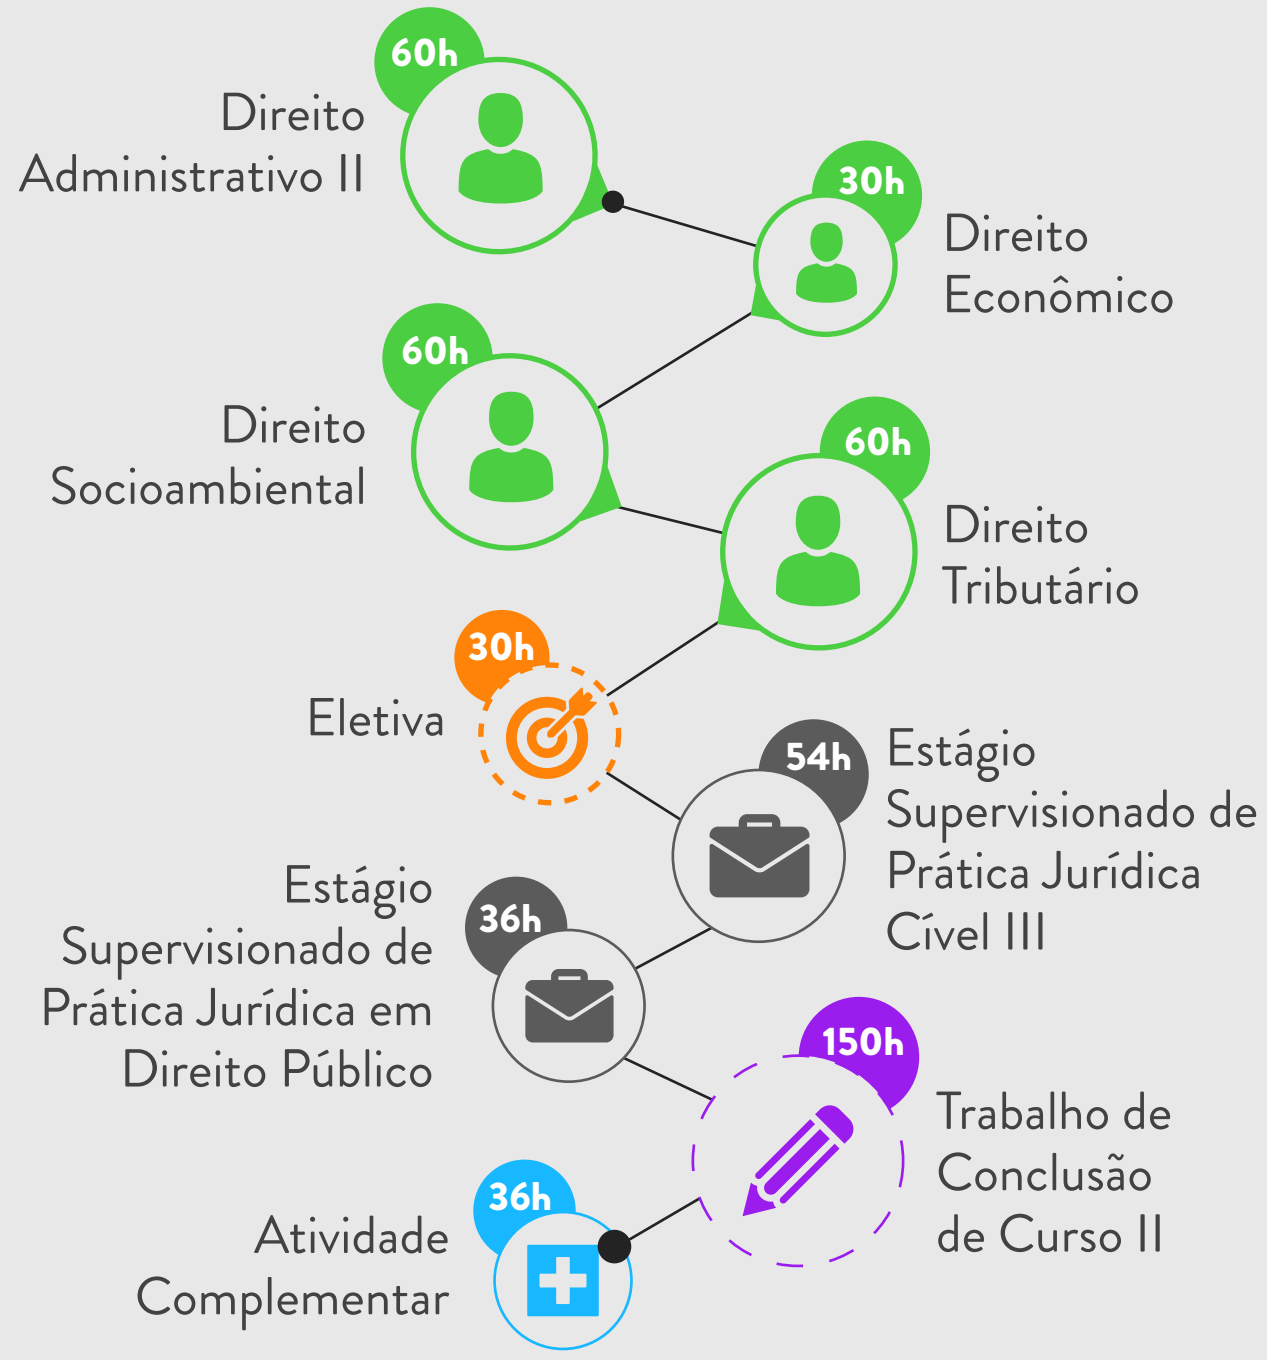 60h
Direito
Administrativo II
30h
Direito
Econômico
60h
Direito
Socioambiental
60h
Direito
Tributário
30h
Eletiva
54h
Estágio
Supervisionado de
Prática Jurídica
Cível III
36h
Estágio
Supervisionado de
Prática Jurídica em
Direito Público
150h
Trabalho de
Conclusão
de Curso II
36h
Atividade
Complementar